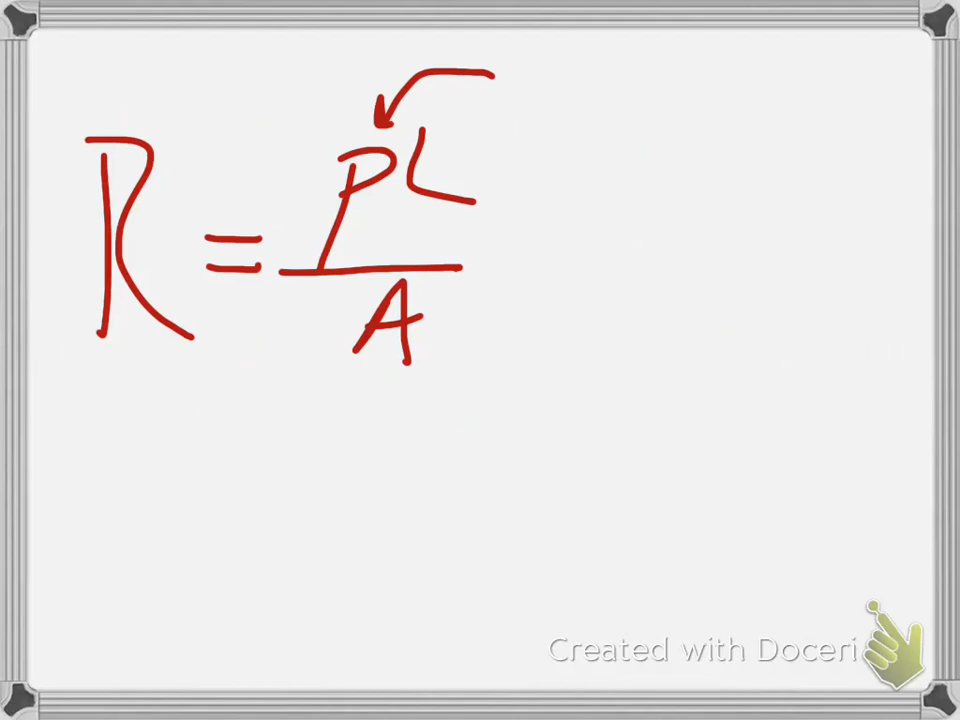 R = ρL
A
Created with Doceri